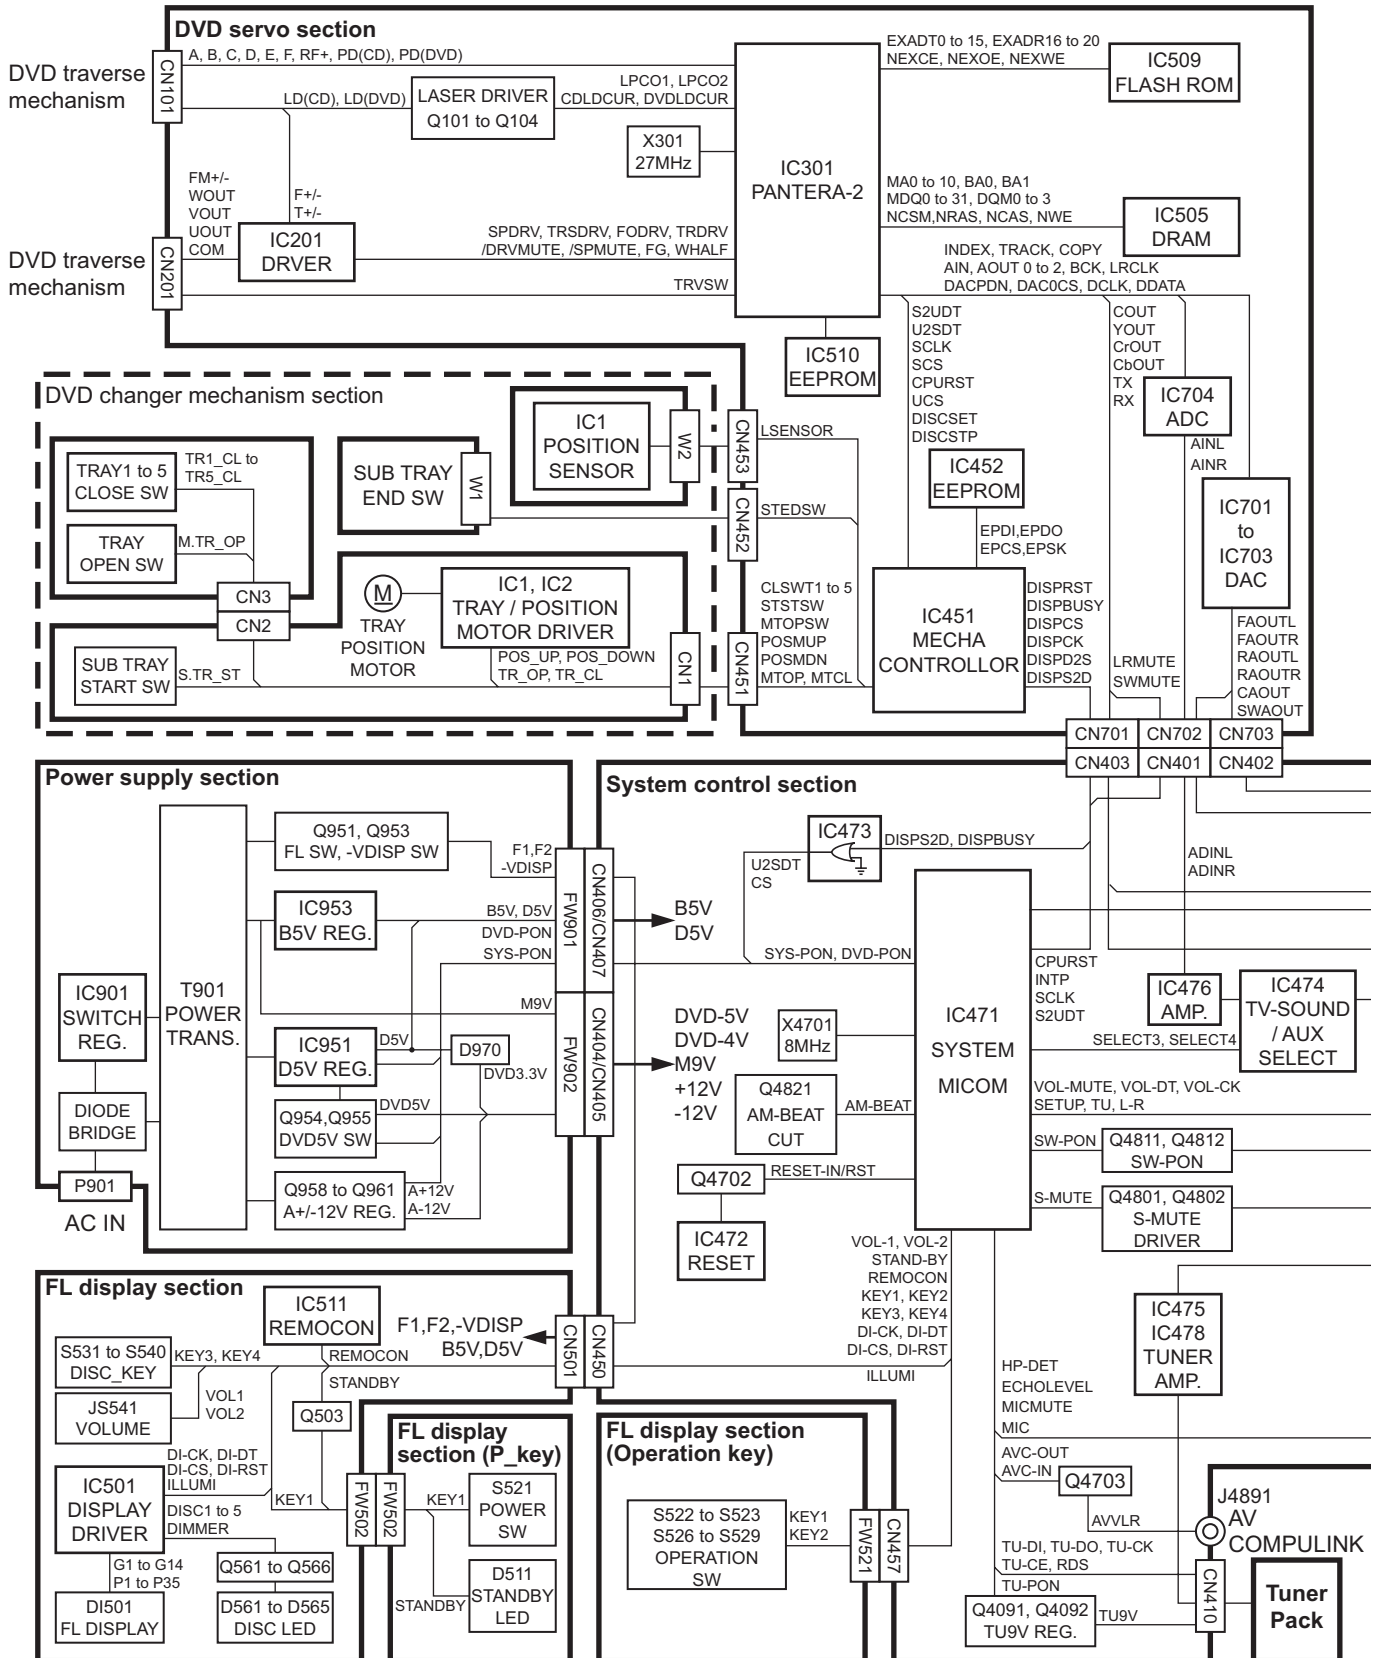 DVD servo section
DVD traverse
mechanism
CN101
A, B, C, D, E, F, RF+, PD(CD), PD(DVD)
LD(CD), LD(DVD)
LASER DRIVER
Q101 to Q104
LPCO1, LPCO2
CDLDCUR, DVDLDCUR
X301
27MHz
IC301
PANTERA-2
EXADT0 to 15, EXADR16 to 20
NEXCE, NEXOE, NEXWE
IC509
FLASH ROM
MA0 to 10, BA0, BA1
MDQ0 to 31, DQM0 to 3
NCSM,NRAS, NCAS, NWE
IC505
DRAM
FM+/-
WOUT
VOUT
UOUT
COM
F+/-
T+/-
IC201
DRVER
DVD traverse
mechanism
CN201
SPDRV, TRSDRV, FODRV, TRDRV
/DRVMUTE, /SPMUTE, FG, WHALF
TRVSW
INDEX, TRACK, COPY
AIN, AOUT 0 to 2, BCK, LRCLK
DACPDN, DAC0CS, DCLK, DDATA
IC510
EEPROM
S2UDT
U2SDT
SCLK
SCS
CPURST
UCS
DISCSET
DISCSTP
COUT
YOUT
CrOUT
CbOUT
TX
RX
IC704
ADC
AINL
AINR
IC701
to
IC703
DAC
FAOUTL
FAOUTR
RAOUTL
RAOUTR
CAOUT
SWAOUT
DVD changer mechanism section
TRAY1 to 5
CLOSE SW
TR1_CL to
TR5_CL
TRAY
OPEN SW
M.TR_OP
CN3
CN2
SUB TRAY
END SW
W1
IC1
POSITION
SENSOR
W2
CN453
LSENSOR
CN452
STEDSW
IC452
EEPROM
EPDI,EPDO
EPCS,EPSK
M
TRAY
POSITION
MOTOR
IC1, IC2
TRAY / POSITION
MOTOR DRIVER
POS_UP, POS_DOWN
TR_OP, TR_CL
SUB TRAY
START SW
S.TR_ST
CN1
CN451
CLSWT1 to 5
STSTSW
MTOPSW
POSMUP
POSMDN
MTOP, MTCL
IC451
MECHA
CONTROLLOR
DISPRST
DISPBUSY
DISPCS
DISPCK
DISPD2S
DISPS2D
LRMUTE
SWMUTE
CN701
CN702
CN703
CN403
CN401
CN402
Power supply section
Q951, Q953
FL SW, -VDISP SW
F1,F2
-VDISP
IC953
B5V REG.
B5V, D5V
DVD-PON
SYS-PON
FW901
CN406/CN407
B5V
D5V
IC901
SWITCH
REG.
T901
POWER
TRANS.
M9V
IC951
D5V REG.
D5V
D970
DVD3.3V
FW902
CN404/CN405
DVD-5V
DVD-4V
M9V
+12V
-12V
DIODE
BRIDGE
Q954,Q955
DVD5V SW
DVD5V
P901
AC IN
Q958 to Q961
A+/-12V REG.
A+12V
A-12V
System control section
IC473
DISPS2D, DISPBUSY
U2SDT
CS
SYS-PON, DVD-PON
IC471
SYSTEM
MICOM
ADINL
ADINR
CPURST
INTP
SCLK
S2UDT
IC476
AMP.
IC474
TV-SOUND
/ AUX
SELECT
SELECT3, SELECT4
X4701
8MHz
Q4821
AM-BEAT
CUT
AM-BEAT
VOL-MUTE, VOL-DT, VOL-CK
SETUP, TU, L-R
SW-PON
Q4811, Q4812
SW-PON
Q4702
RESET-IN/RST
IC472
RESET
S-MUTE
Q4801, Q4802
S-MUTE
DRIVER
VOL-1, VOL-2
STAND-BY
REMOCON
KEY1, KEY2
KEY3, KEY4
DI-CK, DI-DT
DI-CS, DI-RST
ILLUMI
IC475
IC478
TUNER
AMP.
HP-DET
ECHOLEVEL
MICMUTE
MIC
AVC-OUT
AVC-IN
Q4703
AVVLR
J4891
AV
COMPULINK
TU-DI, TU-DO, TU-CK
TU-CE, RDS
TU-PON
Q4091, Q4092
TU9V REG.
TU9V
CN410
Tuner
Pack
FL display section
IC511
REMOCON
F1,F2,-VDISP
B5V,D5V
CN501
CN450
S531 to S540
DISC_KEY
KEY3, KEY4
REMOCON
STANDBY
JS541
VOLUME
VOL1
VOL2
Q503
IC501
DISPLAY
DRIVER
DI-CK, DI-DT
DI-CS, DI-RST
ILLUMI
DISC1 to 5
DIMMER
KEY1
FW502
FW502
G1 to G14
P1 to P35
Q561 to Q566
DI501
FL DISPLAY
D561 to D565
DISC LED
FL display
section (P_key)
KEY1
S521
POWER
SW
STANDBY
D511
STANDBY
LED
FL display section
(Operation key)
S522 to S523
S526 to S529
OPERATION
SW
KEY1
KEY2
FW521
CN457